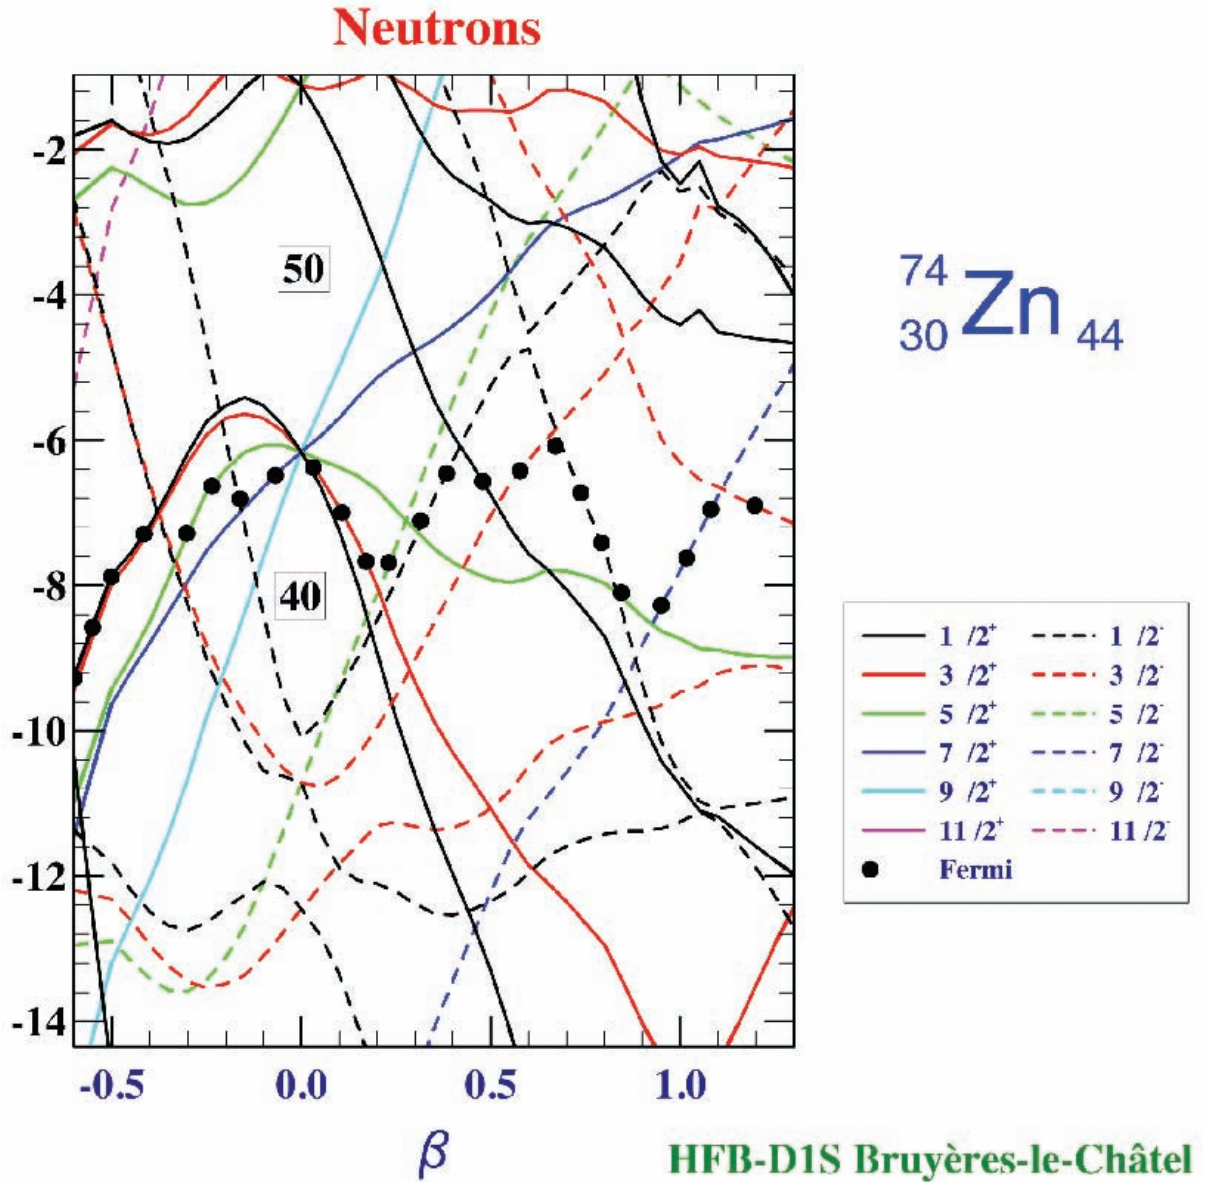 Neutrons
-2
-4
-6
-8
-10
-12
-14
50
40
-0.5 0.0 0.5 1.0
β
74
30 Zn 44
1 /2+ 1 /2-
3 /2+ 3 /2-
5 /2+ 5 /2-
7 /2+ 7 /2-
9 /2+ 9 /2-
11 /2+ 11 /2-
Fermi
HFB-D1S Bruyères-le-Châtel